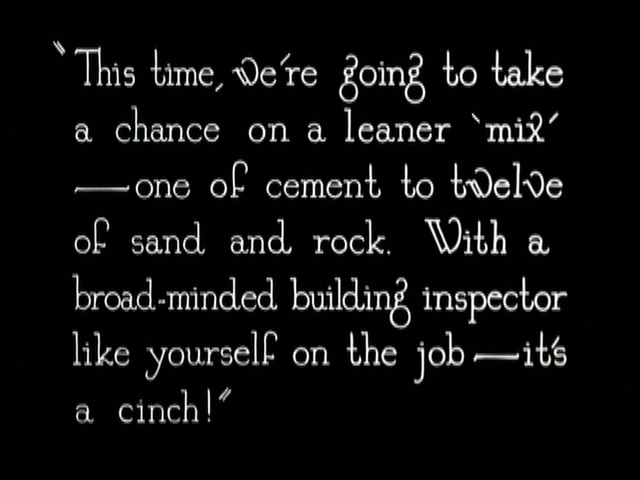 "This time, we're going to take
a chance on a leaner 'mix'
—one of cement to twelve
of sand and rock. With a
broad-minded building inspector
like yourself on the job—it's
a cinch!"